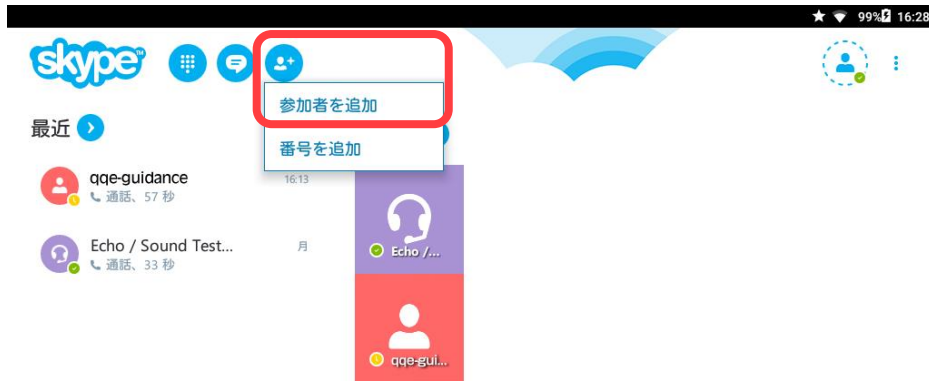 99% 16:28
skype™
参加者を追加
最近
番号を追加
qqe-guidance
16:13
通話、57 秒
Echo / Sound Test...
月
通話、33 秒
Echo /...
qqe-gui...